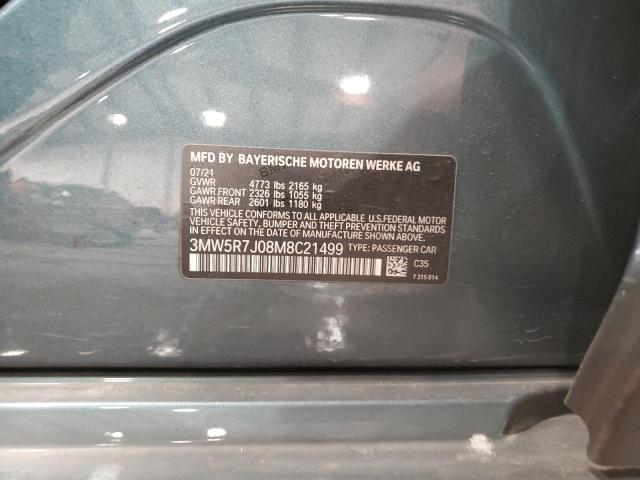 MFD BY BAYERISCHE MOTOREN WERKE AG
07/21
GVWR 4773 lbs 2165 kg
GAWR FRONT 2326 lbs 1055 kg
GAWR REAR 2601 lbs 1180 kg
THIS VEHICLE CONFORMS TO ALL APPLICABLE U.S.FEDERAL MOTOR
VEHICLE SAFETY, BUMPER AND THEFT PREVENTION STANDARDS
IN EFFECT ON THE DATE OF MANUFACTURE SHOWN ABOVE.
3MW5R7J08M8C21499 TYPE: PASSENGER CAR
C35
7 315 814